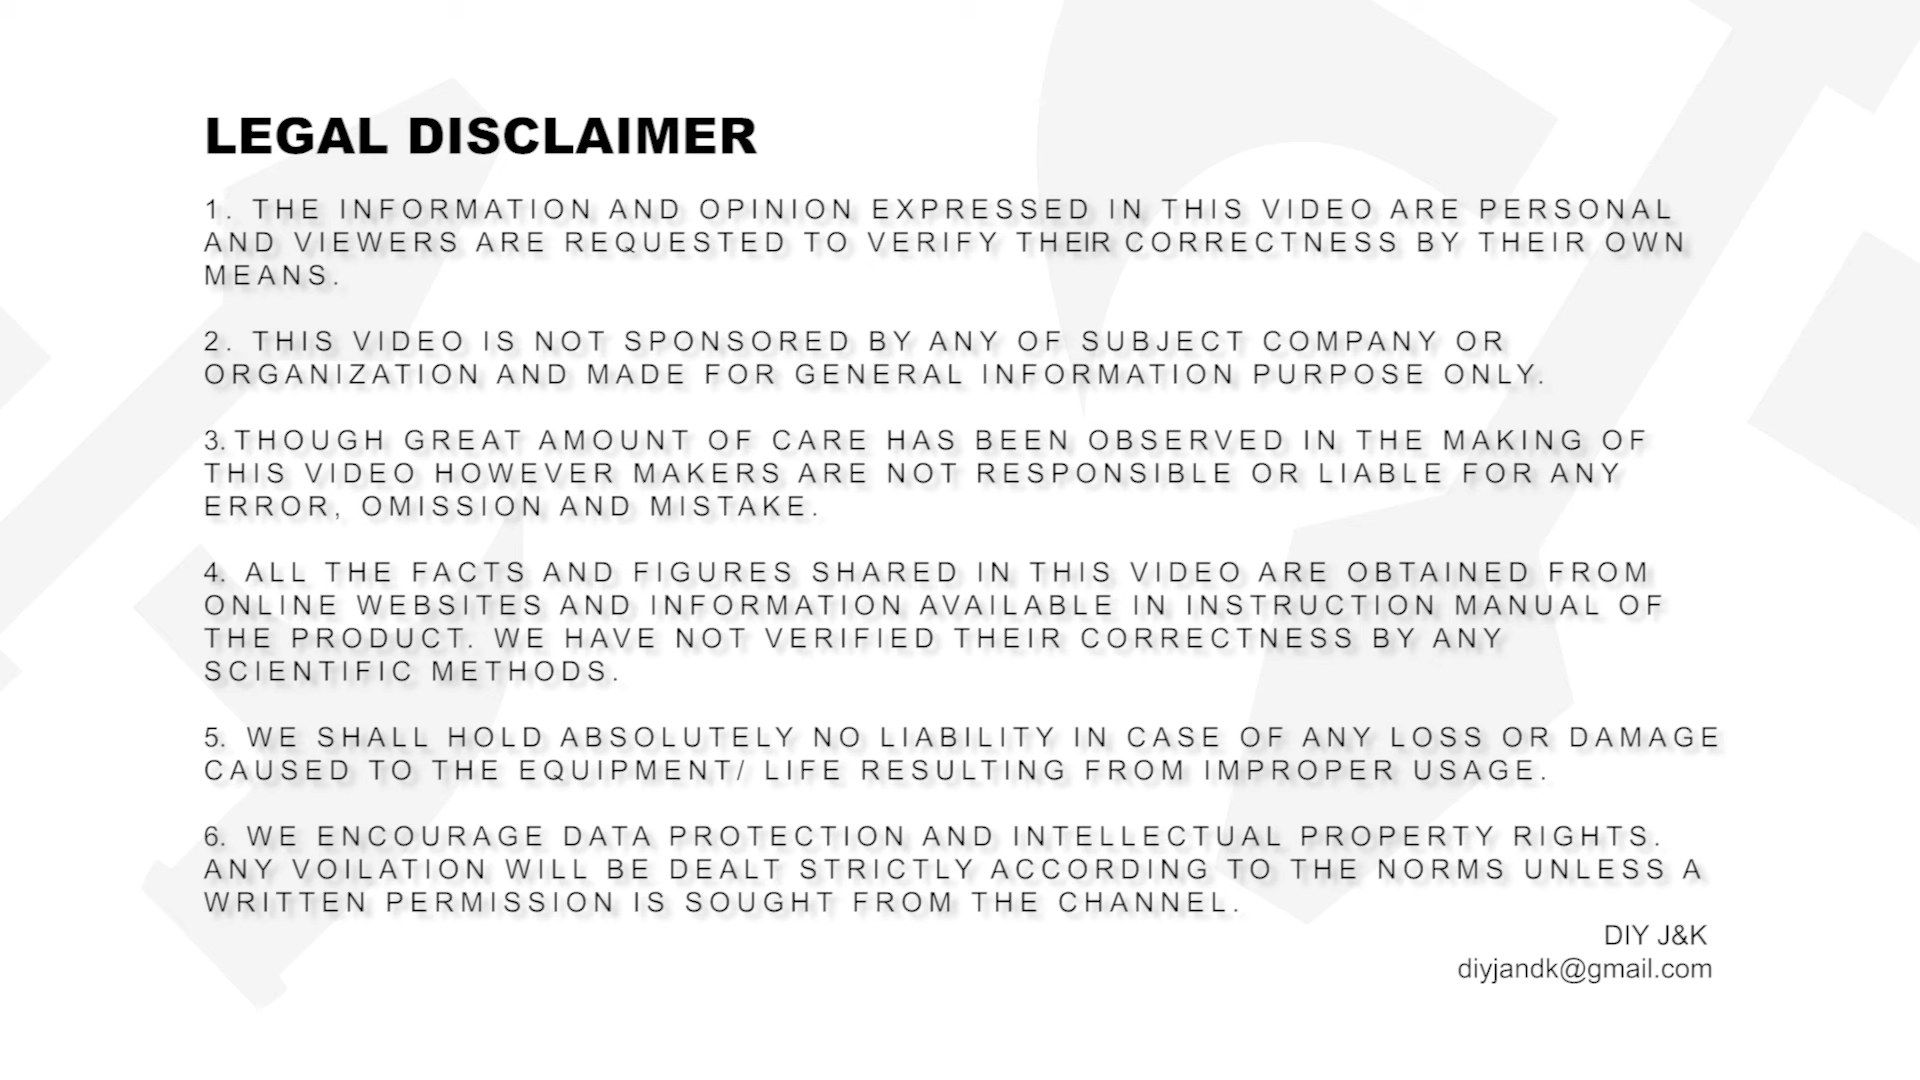 LEGAL DISCLAIMER
1. THE INFORMATION AND OPINION EXPRESSED IN THIS VIDEO ARE PERSONAL
AND VIEWERS ARE REQUESTED TO VERIFY THEIR CORRECTNESS BY THEIR OWN
MEANS.
2. THIS VIDEO IS NOT SPONSORED BY ANY OF SUBJECT COMPANY OR
ORGANIZATION AND MADE FOR GENERAL INFORMATION PURPOSE ONLY.
3. THOUGH GREAT AMOUNT OF CARE HAS BEEN OBSERVED IN THE MAKING OF
THIS VIDEO HOWEVER MAKERS ARE NOT RESPONSIBLE OR LIABLE FOR ANY
ERROR, OMISSION AND MISTAKE.
4. ALL THE FACTS AND FIGURES SHARED IN THIS VIDEO ARE OBTAINED FROM
ONLINE WEBSITES AND INFORMATION AVAILABLE IN INSTRUCTION MANUAL OF
THE PRODUCT. WE HAVE NOT VERIFIED THEIR CORRECTNESS BY ANY
SCIENTIFIC METHODS.
5. WE SHALL HOLD ABSOLUTELY NO LIABILITY IN CASE OF ANY LOSS OR DAMAGE
CAUSED TO THE EQUIPMENT/ LIFE RESULTING FROM IMPROPER USAGE.
6. WE ENCOURAGE DATA PROTECTION AND INTELLECTUAL PROPERTY RIGHTS.
ANY VOILATION WILL BE DEALT STRICTLY ACCORDING TO THE NORMS UNLESS A
WRITTEN PERMISSION IS SOUGHT FROM THE CHANNEL.
DIY J&K
diyjandk@gmail.com